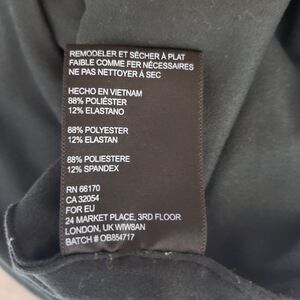 REMODELER ET SÉCHER À PLAT
FAIBLE COMME FER NÉCESSAIRES
NE PAS NETTOYER À SEC
HECHO EN VIETNAM
88% POLIÉSTER
12% ELASTANO
88% POLYESTER
12% ELASTAN
88% POLIESTERE
12% SPANDEX
RN 66170
CA 32054
FOR EU
24 MARKET PLACE, 3RD FLOOR
LONDON, UK WIW8AN
BATCH # OB854717